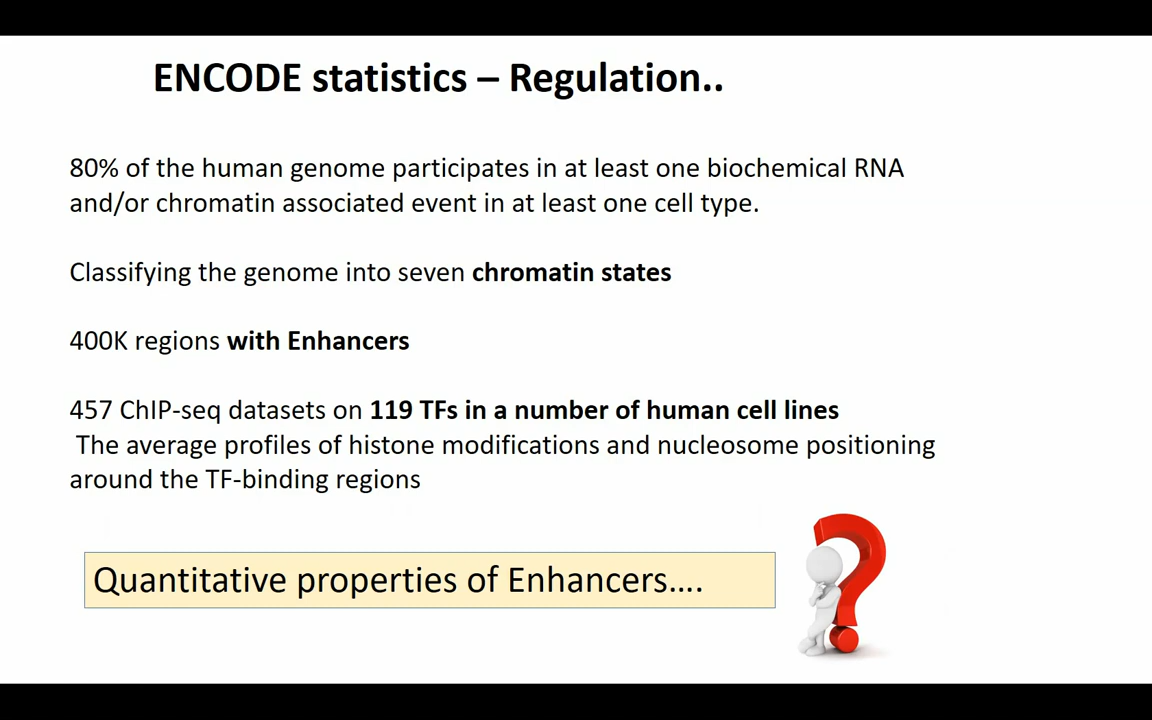 ENCODE statistics – Regulation..
80% of the human genome participates in at least one biochemical RNA
and/or chromatin associated event in at least one cell type.
Classifying the genome into seven chromatin states
400K regions with Enhancers
457 ChIP-seq datasets on 119 TFs in a number of human cell lines
The average profiles of histone modifications and nucleosome positioning
around the TF-binding regions
Quantitative properties of Enhancers....